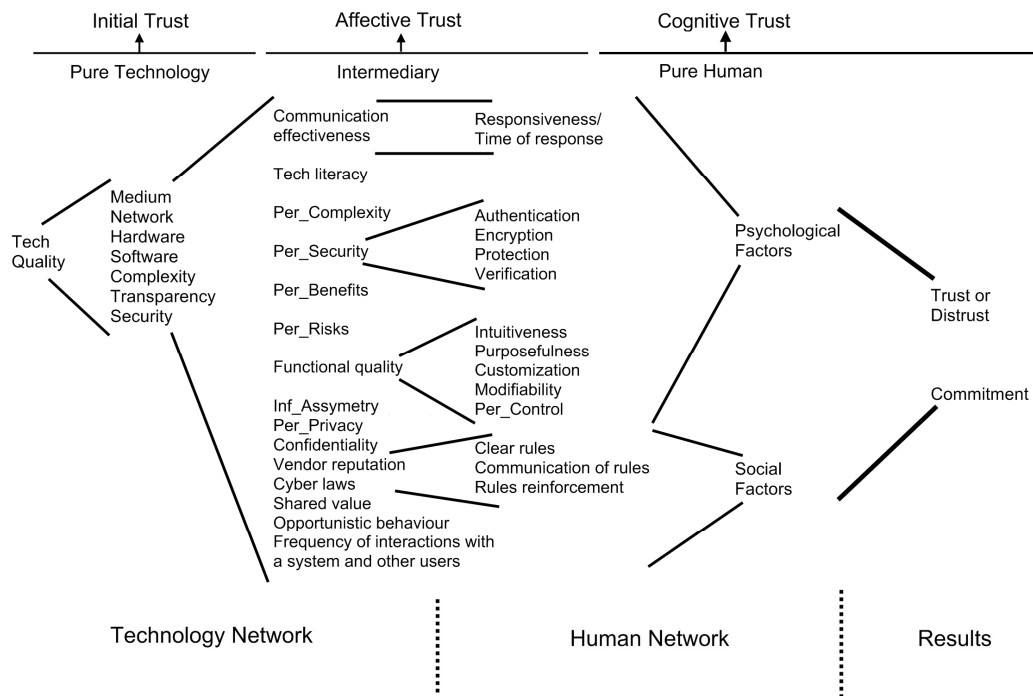 Initial Trust
Affective Trust
Cognitive Trust
Pure Technology
Intermediary
Pure Human
Tech
Quality
Medium
Network
Hardware
Software
Complexity
Transparency
Security
Communication
effectiveness
Tech literacy
Per_Complexity
Per_Security
Per_Benefits
Per_Risks
Functional quality
Inf_Assymetry
Per_Privacy
Confidentiality
Vendor reputation
Cyber laws
Shared value
Opportunistic behaviour
Frequency of interactions with
a system and other users
Responsiveness/
Time of response
Authentication
Encryption
Protection
Verification
Intuitiveness
Purposefulness
Customization
Modifiability
Per_Control
Clear rules
Communication of rules
Rules reinforcement
Psychological
Factors
Social
Factors
Trust or
Distrust
Commitment
Technology Network
Human Network
Results